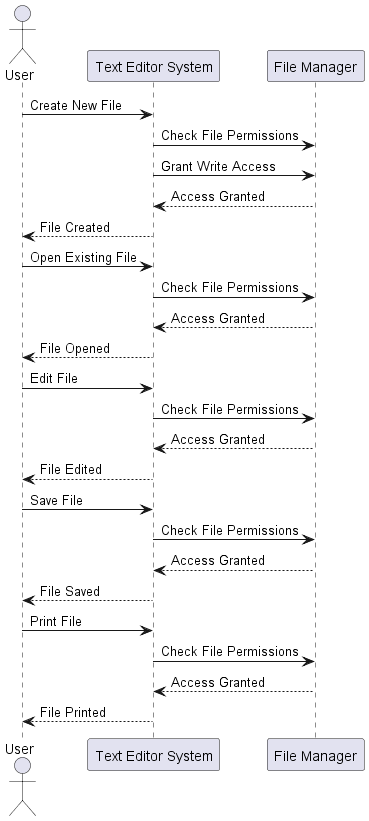 User
Text Editor System
File Manager
Create New File
Check File Permissions
Grant Write Access
Access Granted
File Created
Open Existing File
Check File Permissions
Access Granted
File Opened
Edit File
Check File Permissions
Access Granted
File Edited
Save File
Check File Permissions
Access Granted
File Saved
Print File
Check File Permissions
Access Granted
File Printed
User
Text Editor System
File Manager